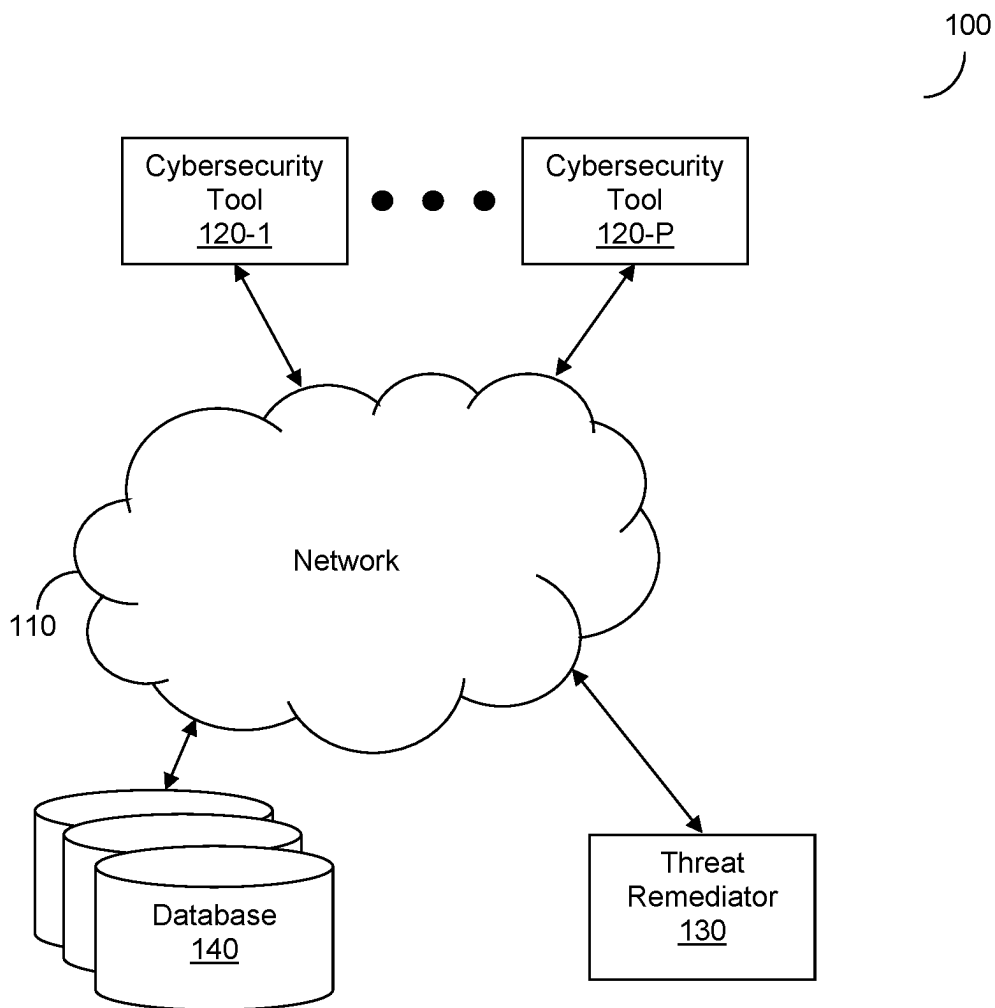 100
Cybersecurity
Tool
120-1
Cybersecurity
Tool
120-P
Network
110
Database
140
Threat
Remediator
130